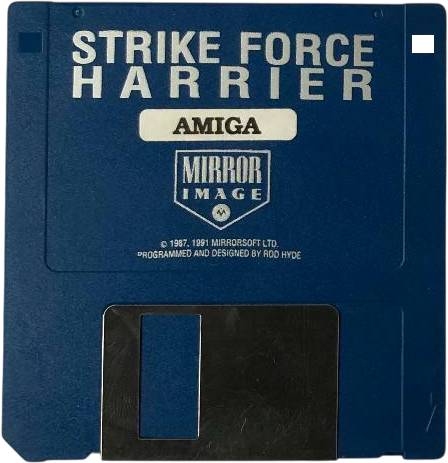 STRIKE FORCE
HARRIER
AMIGA
MIRROR
IMAGE
© 1987, 1991 MIRRORSOFT LTD.
PROGRAMMED AND DESIGNED BY ROD HYDE